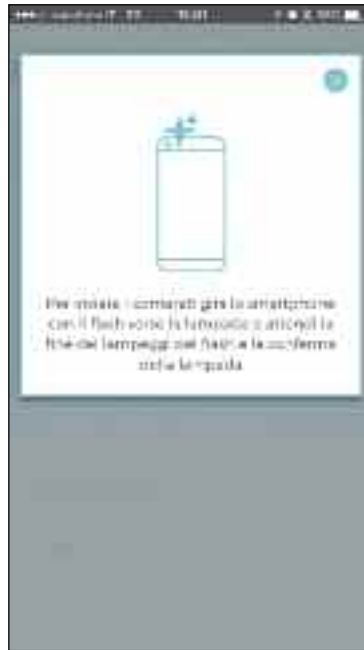 Per inviare i comandi gira lo smartphone
con il flash verso la lampada e attendi la
fine dei lampeggi del flash e la conferma
della lampada